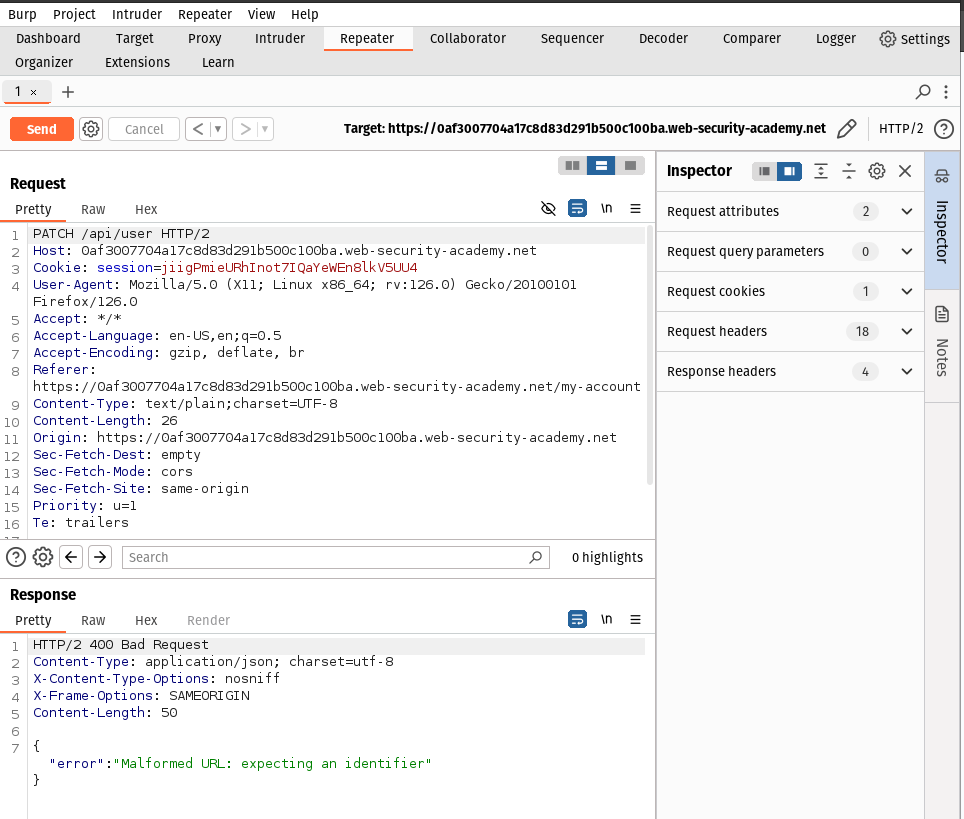 Burp Project Intruder Repeater View Help
Dashboard Target Proxy Intruder Repeater Collaborator Sequencer Decoder Comparer Logger Settings
Organizer Extensions Learn
1 × +
Send Cancel < > Target: https://0af3007704a17c8d83d291b500c100ba.web-security-academy.net HTTP/2 ?
Request
Pretty Raw Hex \n
1 PATCH /api/user HTTP/2
2 Host: 0af3007704a17c8d83d291b500c100ba.web-security-academy.net
3 Cookie: session=jiigPmieURhInot7IQaYeWEn8lkV5UU4
4 User-Agent: Mozilla/5.0 (X11; Linux x86_64; rv:126.0) Gecko/20100101
Firefox/126.0
5 Accept: */*
6 Accept-Language: en-US,en;q=0.5
7 Accept-Encoding: gzip, deflate, br
8 Referer:
https://0af3007704a17c8d83d291b500c100ba.web-security-academy.net/my-account
9 Content-Type: text/plain;charset=UTF-8
10 Content-Length: 26
11 Origin: https://0af3007704a17c8d83d291b500c100ba.web-security-academy.net
12 Sec-Fetch-Dest: empty
13 Sec-Fetch-Mode: cors
14 Sec-Fetch-Site: same-origin
15 Priority: u=1
16 Te: trailers
? Search 0 highlights
Response
Pretty Raw Hex Render \n
1 HTTP/2 400 Bad Request
2 Content-Type: application/json; charset=utf-8
3 X-Content-Type-Options: nosniff
4 X-Frame-Options: SAMEORIGIN
5 Content-Length: 50
6
7 {
"error":"Malformed URL: expecting an identifier"
}
Inspector
Request attributes 2
Request query parameters 0
Request cookies 1
Request headers 18
Response headers 4
Inspector
Notes